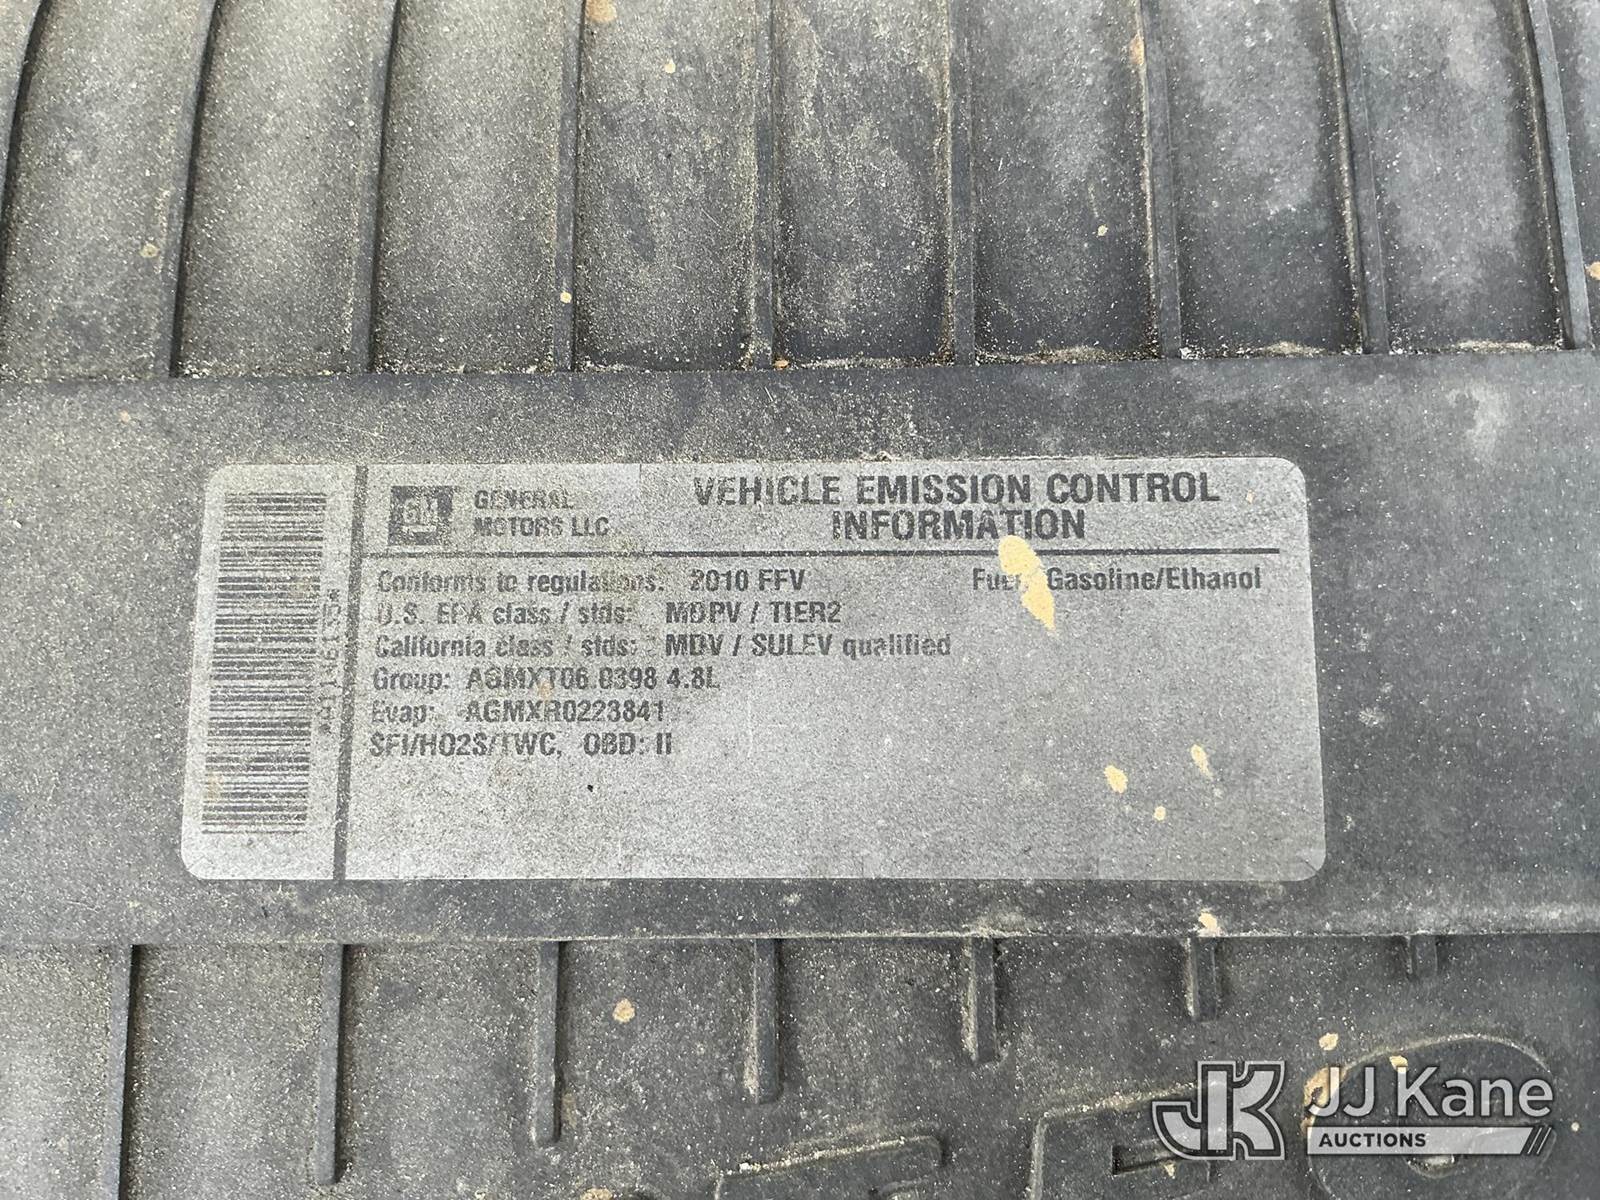 GM GENERAL MOTORS LLC
VEHICLE EMISSION CONTROL
INFORMATION
Conforms to regulations: 2010 FFV Fuel: Gasoline/Ethanol
U.S. EPA class / stds: MDPV / TIER2
California class / stds: MDV / SULEV qualified
Group: AGMXT06.0398 4.8L
Evap: AGMXR0223841
SFI/HO2S/TWC, OBD: II
JK JJ Kane
AUCTIONS